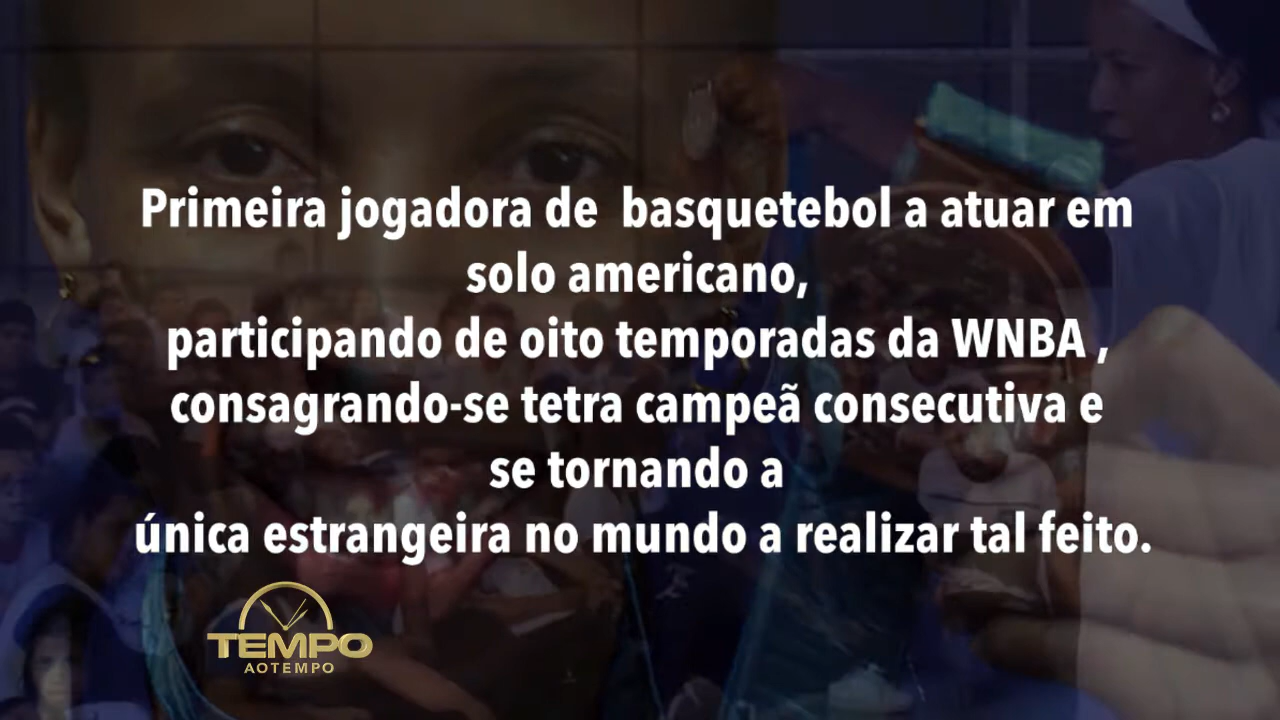 Primeira jogadora de basquetebol a atuar em
solo americano,
participando de oito temporadas da WNBA ,
consagrando-se tetra campeã consecutiva e
se tornando a
única estrangeira no mundo a realizar tal feito.
TEMPO
AOTEMPO